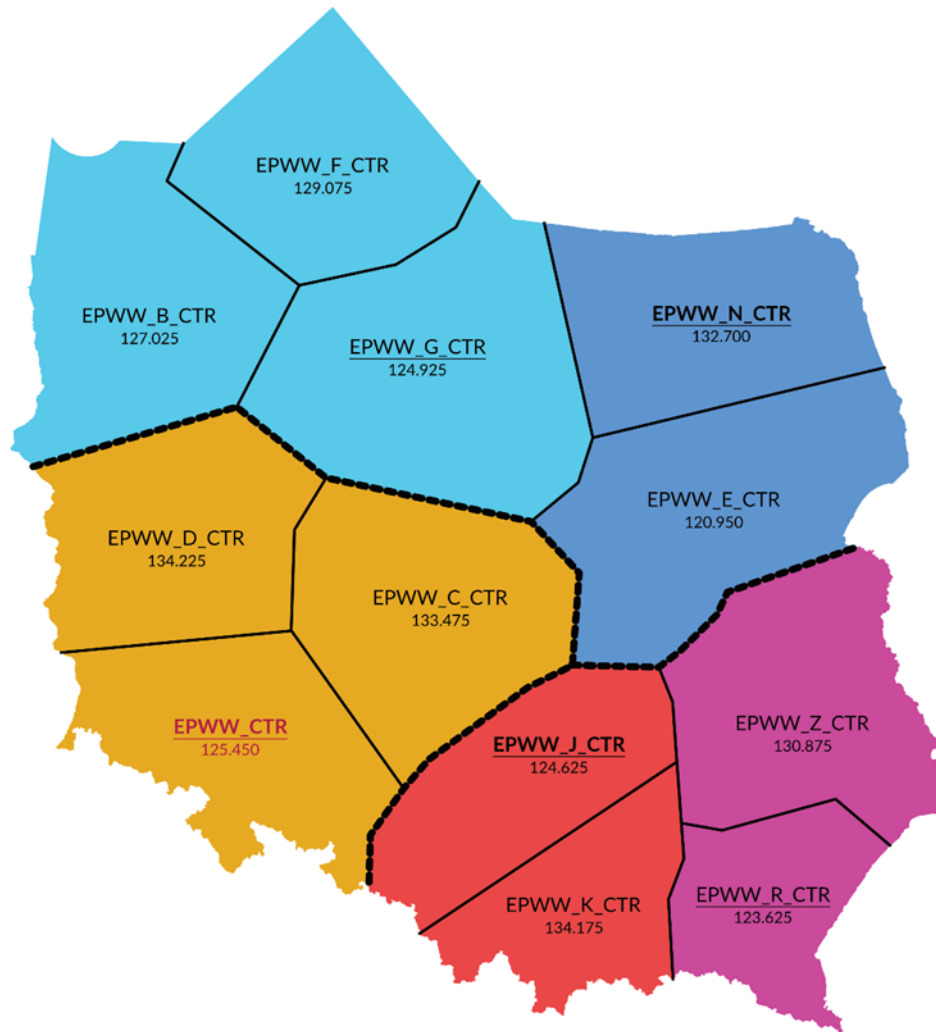 EPWW_F_CTR
129.075
EPWW_B_CTR
127.025
EPWW_G_CTR
124.925
EPWW_N_CTR
132.700
EPWW_E_CTR
120.950
EPWW_D_CTR
134.225
EPWW_C_CTR
133.475
EPWW_CTR
125.450
EPWW_J_CTR
124.625
EPWW_Z_CTR
130.875
EPWW_K_CTR
134.175
EPWW_R_CTR
123.625